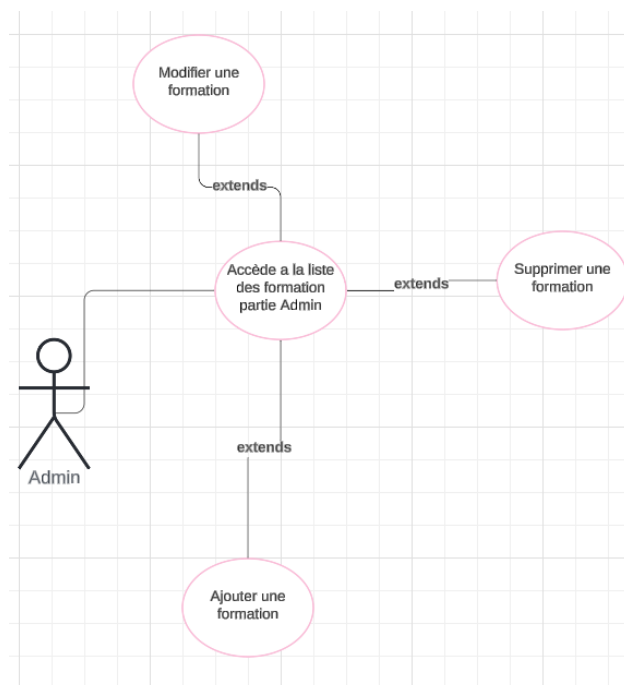 Modifier une
formation
extends
Accède a la liste
des formation
partie Admin
extends
Supprimer une
formation
Admin
extends
Ajouter une
formation